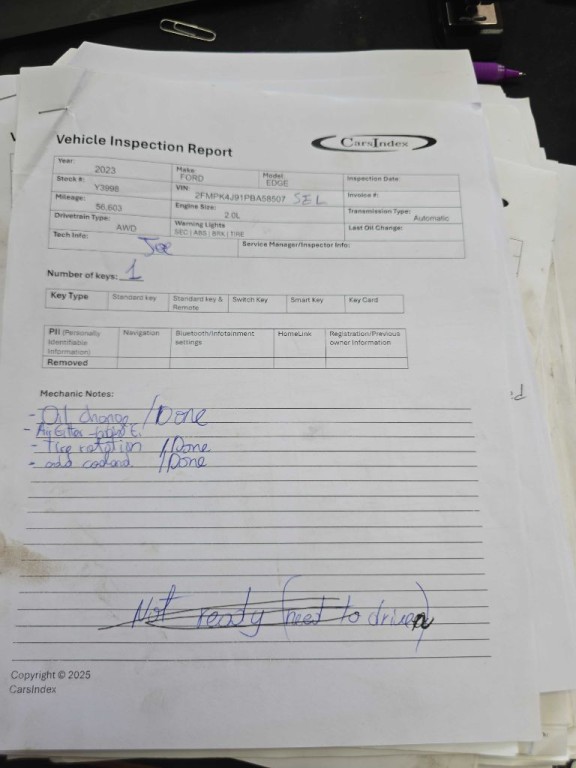 Vehicle Inspection Report
CarsIndex
Year: 2023 Make: FORD Model: EDGE Inspection Date:
Stock #: Y3998 VIN: 2FMPK4J91PBA58507 SEL Invoice #:
Mileage: 56,603 Engine Size: 2.0L Transmission Type: Automatic
Drivetrain Type: AWD Warning Lights SEC | ABS | BRK | TIRE Last Oil Change:
Tech Info: Joe Service Manager/Inspector Info:
Number of keys: 1
Key Type Standard key Standard key & Remote Switch Key Smart Key Key Card
PII (Personally Identifiable Information) Navigation Bluetooth/Infotainment settings HomeLink Registration/Previous owner Information
Removed
Mechanic Notes:
- Oil change / Done
- Air
- tire rotation / Done
- add coolant / Done
Not ready (need to drive)
Copyright © 2025
CarsIndex